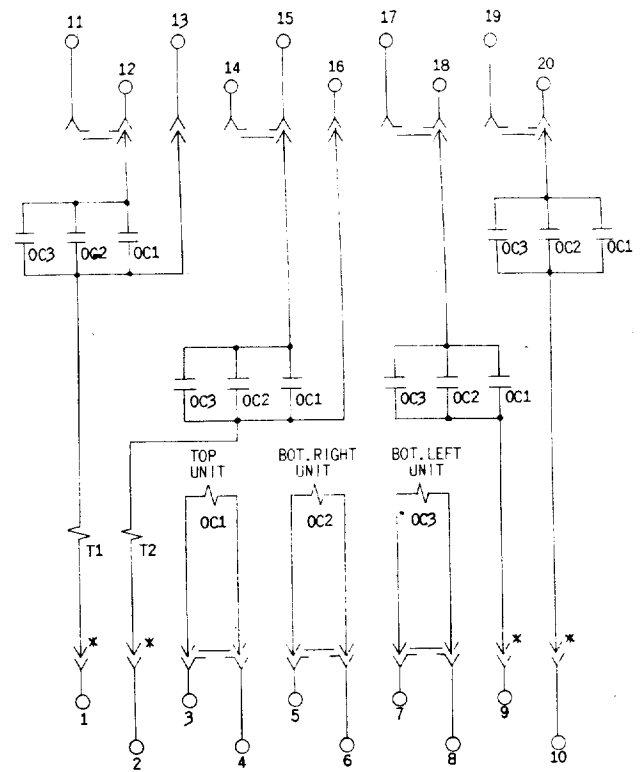 11
13
15
17
19
12
14
16
18
20
OC3 OC2 OC1
OC3 OC2 OC1
OC3 OC2 OC1
OC3 OC2 OC1
TOP
UNIT
OC1
BOT.RIGHT
UNIT
OC2
BOT.LEFT
UNIT
OC3
T1
T2
*
*
*
*
1
3
5
7
9
2
4
6
8
10